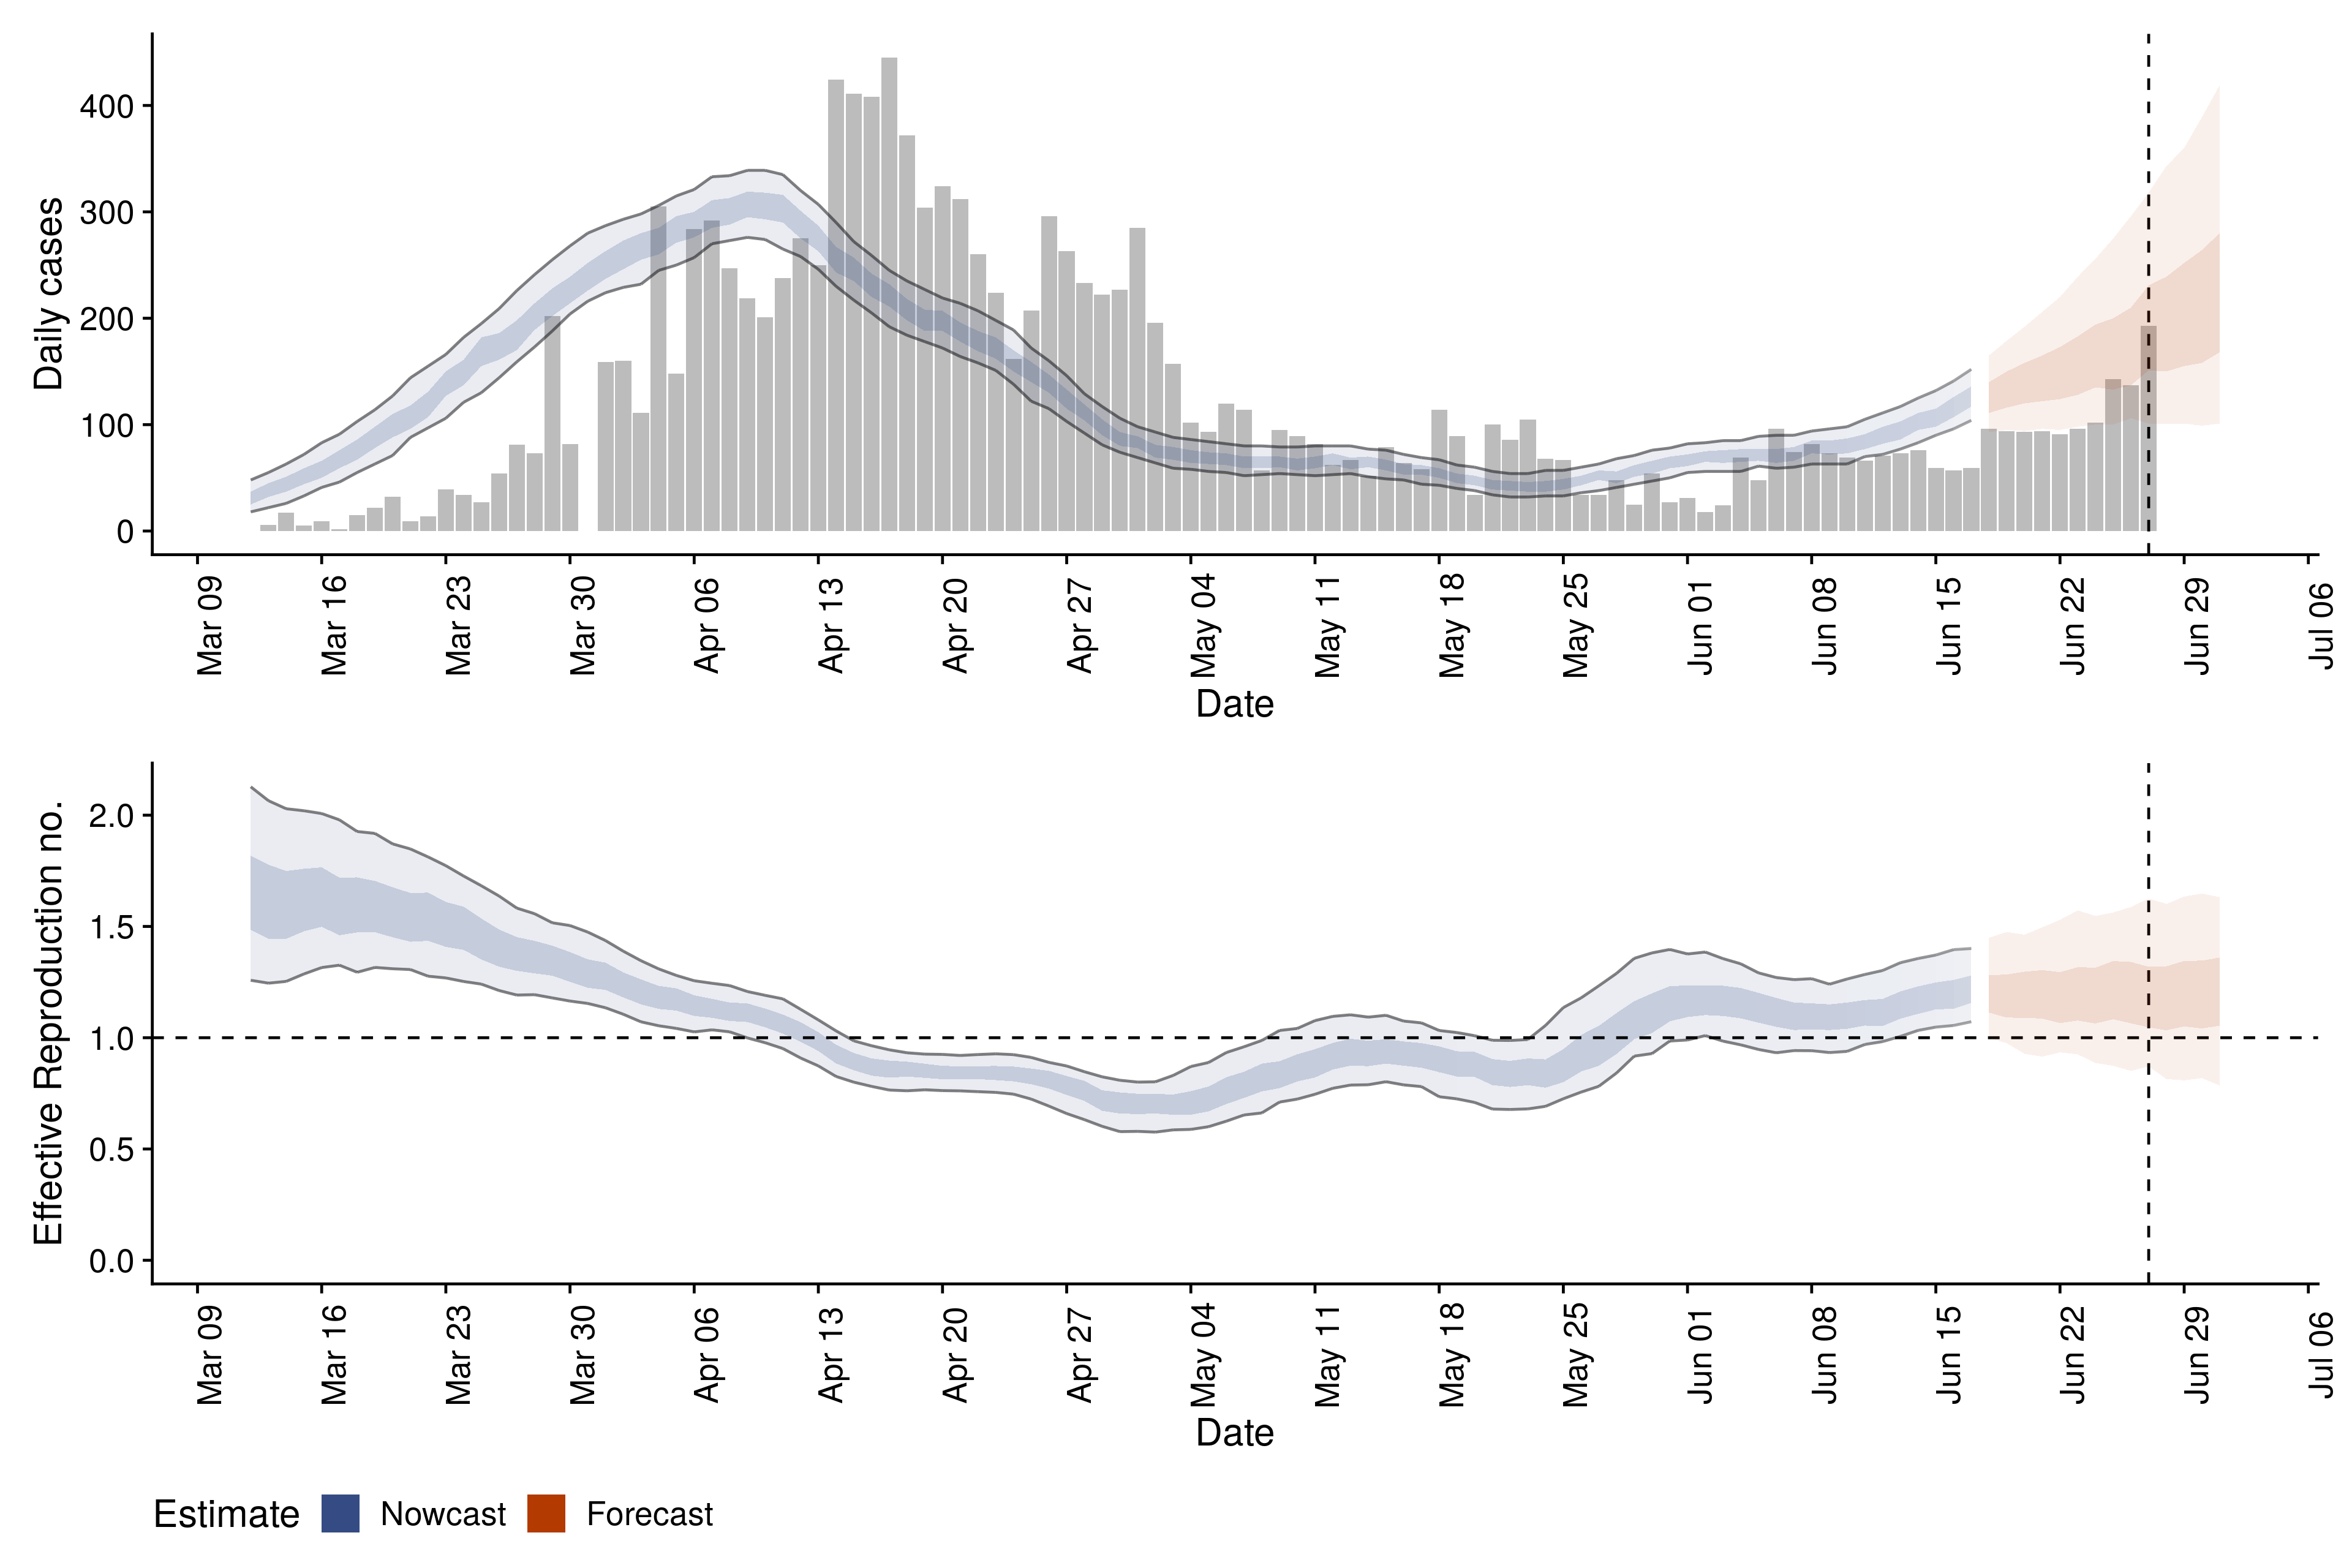 Daily cases
400
300
200
100
0
Mar 09
Mar 16
Mar 23
Mar 30
Apr 06
Apr 13
Apr 20
Apr 27
May 04
May 11
May 18
May 25
Jun 01
Jun 08
Jun 15
Jun 22
Jun 29
Jul 06
Date
Effective Reproduction no.
2.0
1.5
1.0
0.5
0.0
Mar 09
Mar 16
Mar 23
Mar 30
Apr 06
Apr 13
Apr 20
Apr 27
May 04
May 11
May 18
May 25
Jun 01
Jun 08
Jun 15
Jun 22
Jun 29
Jul 06
Date
Estimate Nowcast Forecast